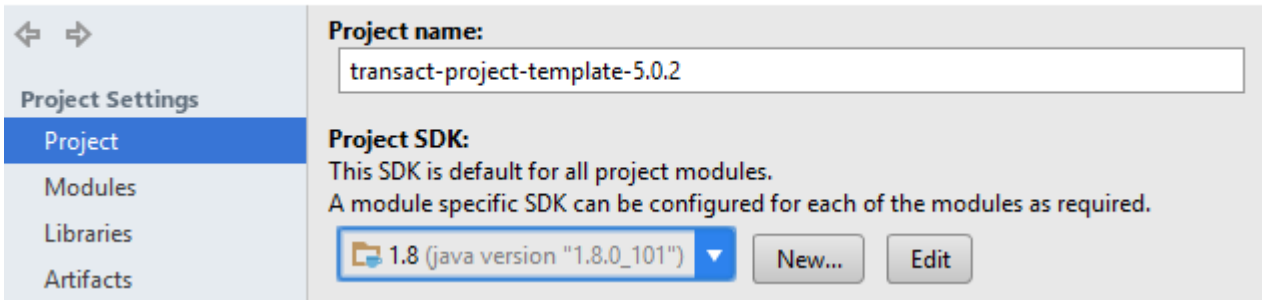 Project name:
transact-project-template-5.0.2
Project Settings
Project
Modules
Libraries
Artifacts
Project SDK:
This SDK is default for all project modules.
A module specific SDK can be configured for each of the modules as required.
1.8 (java version "1.8.0_101")
New...
Edit